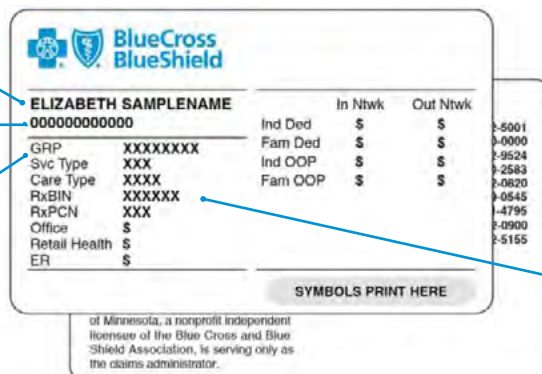 BlueCross
BlueShield
ELIZABETH SAMPLENAME
000000000000
GRP XXXXXXXX
Svc Type XXX
Care Type XXXX
RxBIN XXXXXX
RxPCN XXX
Office $
Retail Health $
ER $
In Ntwk Out Ntwk
Ind Ded $ $
Fam Ded $ $
Ind OOP $ $
Fam OOP $ $
SYMBOLS PRINT HERE
2-5001
-0000
2-9524
-2583
2-0820
-0545
-4795
2-0900
2-5155
of Minnesota, a nonprofit independent
licensee of the Blue Cross and Blue
Shield Association, is serving only as
the claims administrator.